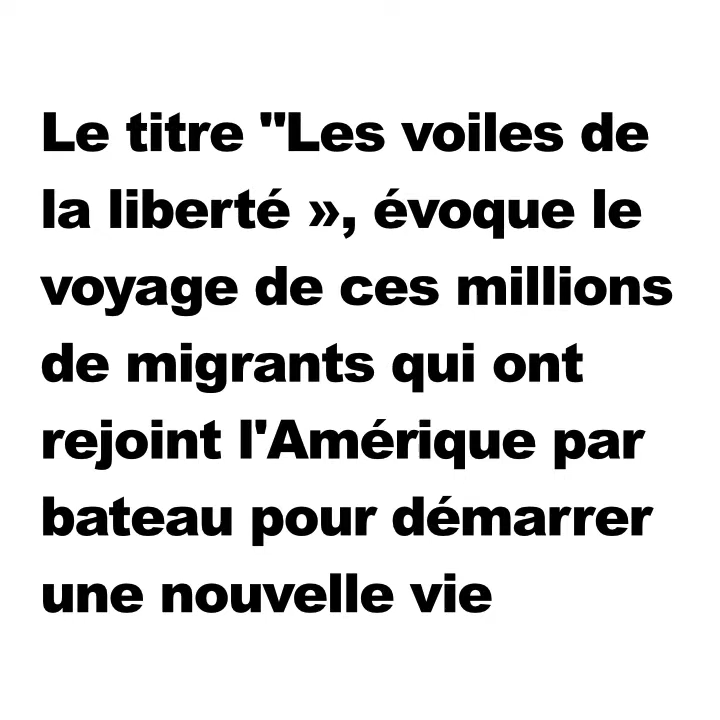 Le titre "Les voiles de
la liberté », évoque le
voyage de ces millions
de migrants qui ont
rejoint l'Amérique par
bateau pour démarrer
une nouvelle vie